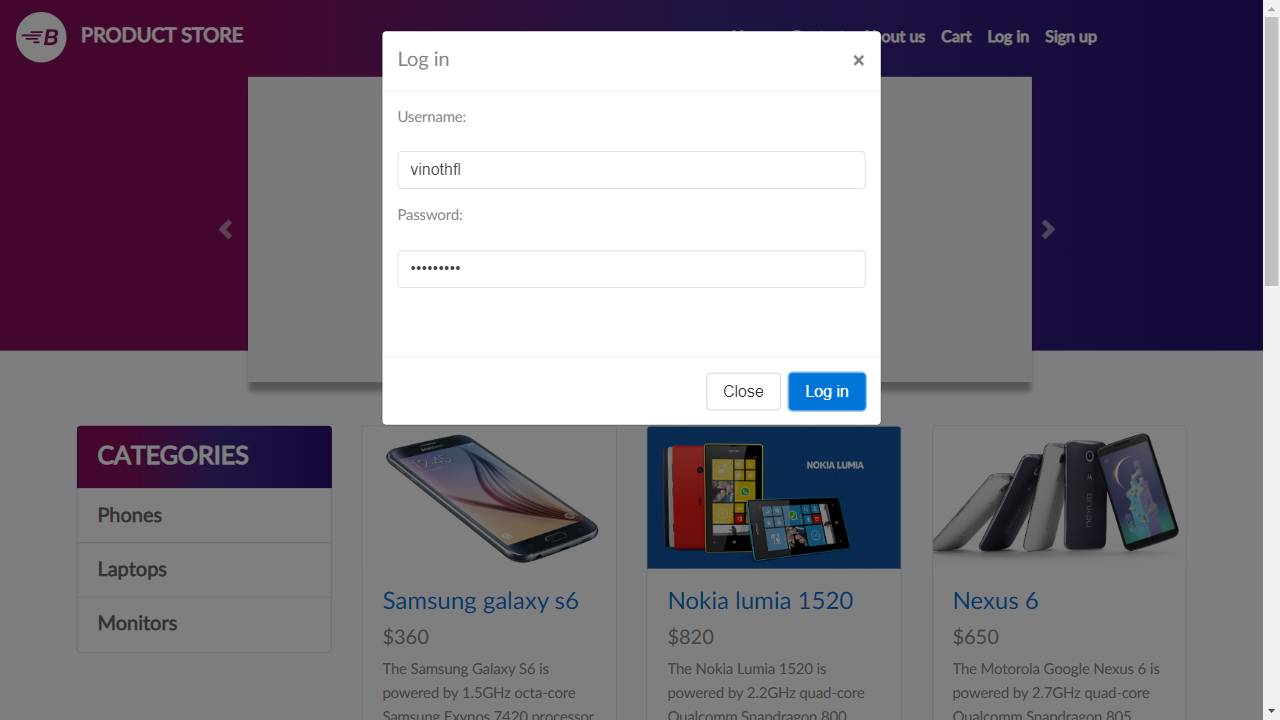 PRODUCT STORE
out us Cart Log in Sign up
Log in ×
Username:
vinothfl
Password:
•••••••••
Close Log in
CATEGORIES
Phones
Laptops
Monitors
12:45
NOKIA LUMIA
Samsung galaxy s6
$360
The Samsung Galaxy S6 is
powered by 1.5GHz octa-core
Samsung Exynos 7420 processor
Nokia lumia 1520
$820
The Nokia Lumia 1520 is
powered by 2.2GHz quad-core
Qualcomm Snapdragon 800
Nexus 6
$650
The Motorola Google Nexus 6 is
powered by 2.7GHz quad-core
Qualcomm Snapdragon 805